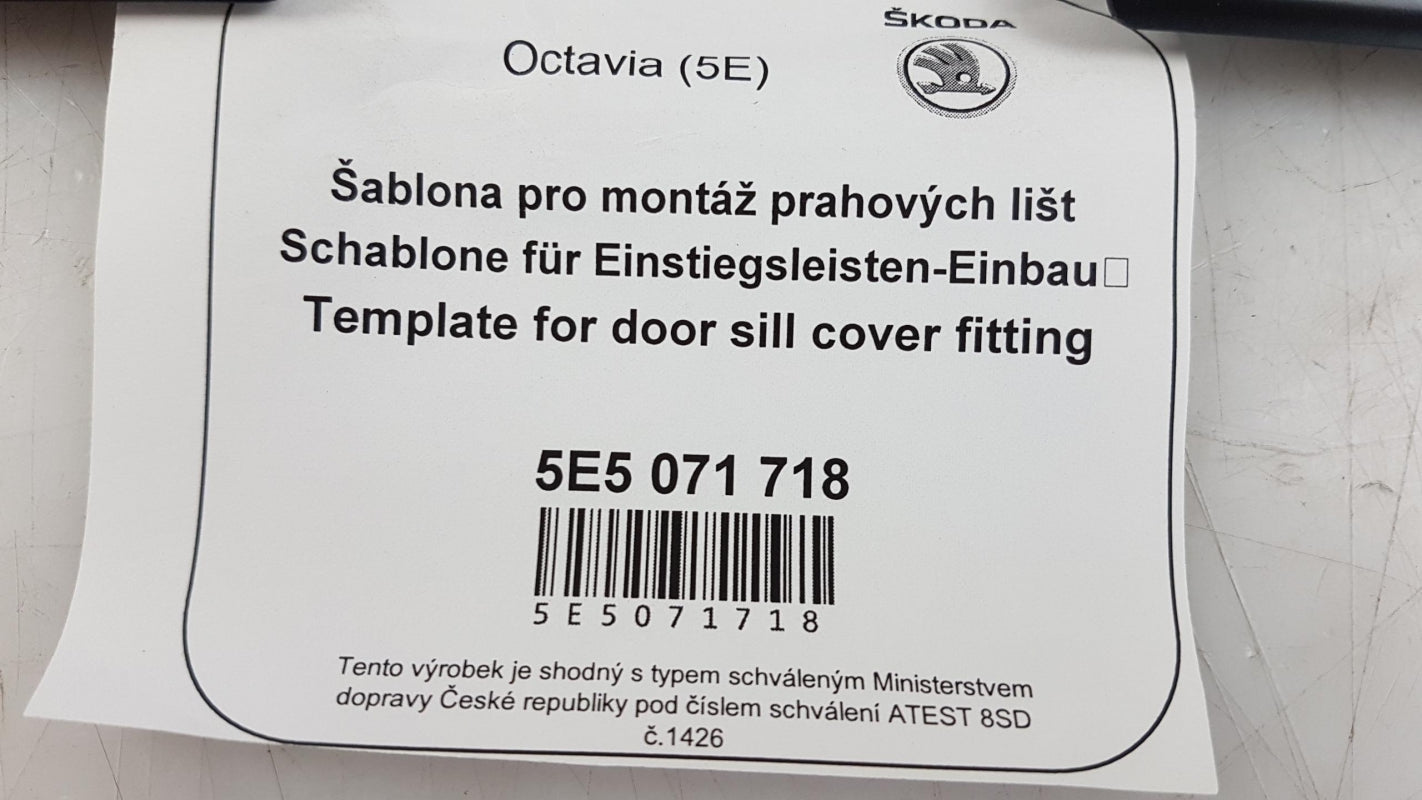 ŠKODA
Octavia (5E)
Šablona pro montáž prahových lišt
Schablone für Einstiegsleisten-Einbau□
Template for door sill cover fitting
5E5 071 718
5E5071718
Tento výrobek je shodný s typem schváleným Ministerstvem
dopravy České republiky pod číslem schválení ATEST 8SD
č.1426